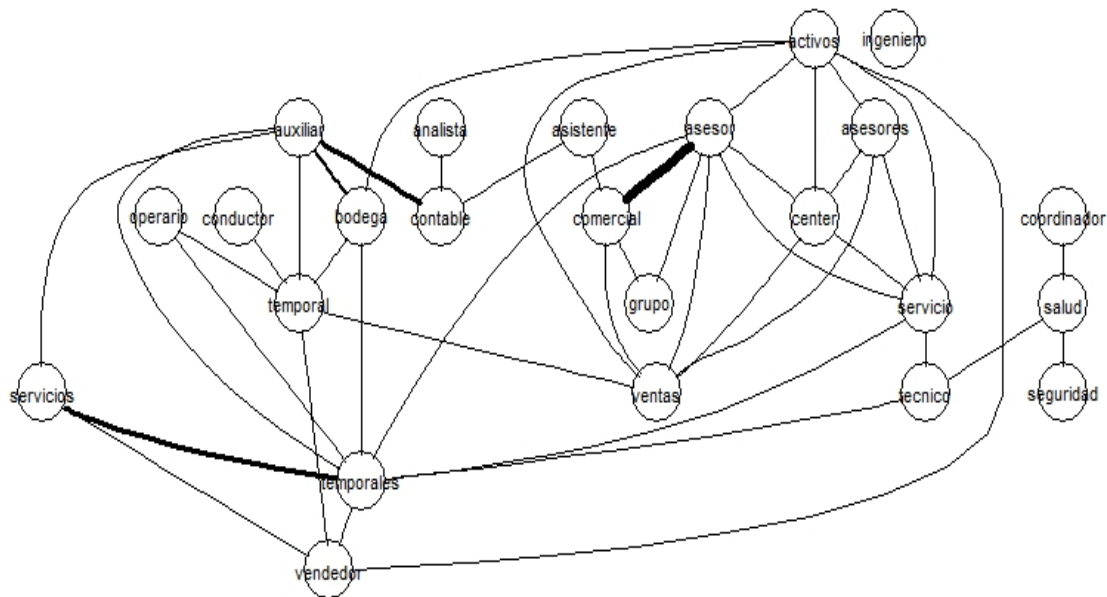 activos
ingeniero
auxiliar
analista
asistente
asesor
asesores
operario
conductor
bodega
contable
comercial
center
coordinador
temporal
grupo
servicio
salud
servicios
ventas
tecnico
seguridad
temporales
vendedor